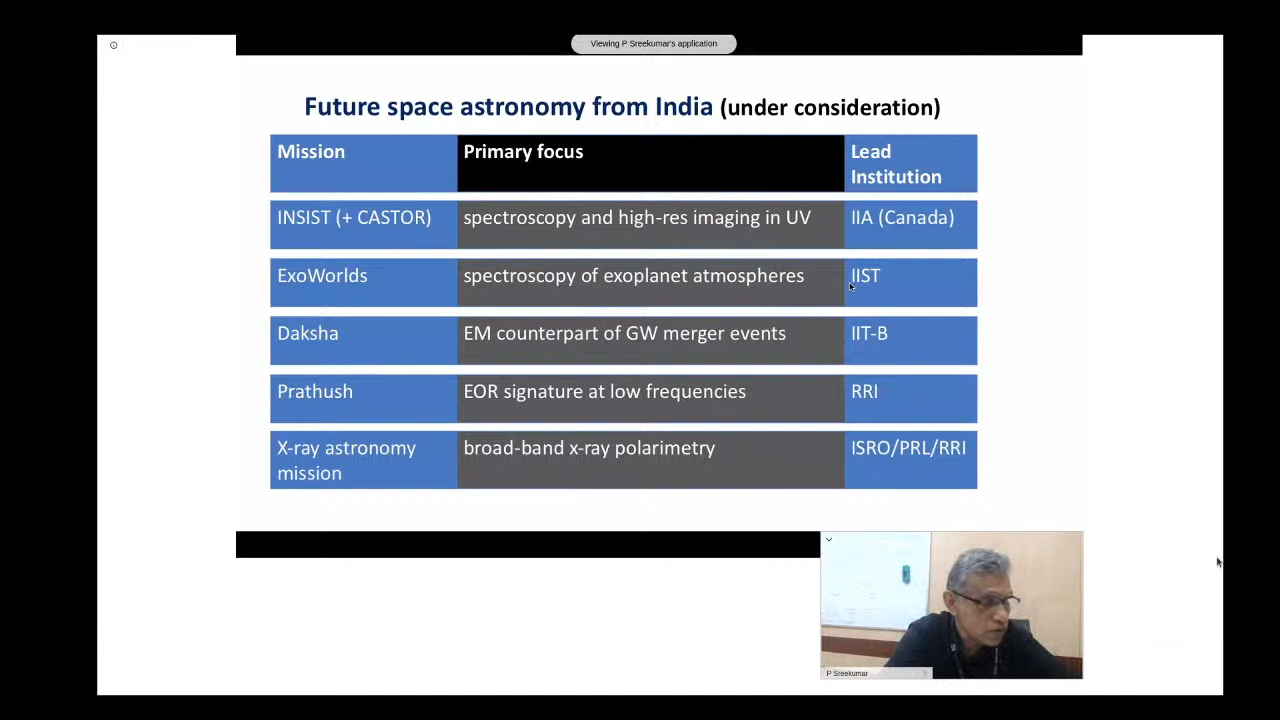 Viewing P Sreekumar's application
Future space astronomy from India (under consideration)
Mission
Primary focus
Lead
Institution
INSIST (+ CASTOR)
spectroscopy and high-res imaging in UV
IIA (Canada)
ExoWorlds
spectroscopy of exoplanet atmospheres
IIST
Daksha
EM counterpart of GW merger events
IIT-B
Prathush
EOR signature at low frequencies
RRI
X-ray astronomy
mission
broad-band x-ray polarimetry
ISRO/PRL/RRI
P Sreekumar